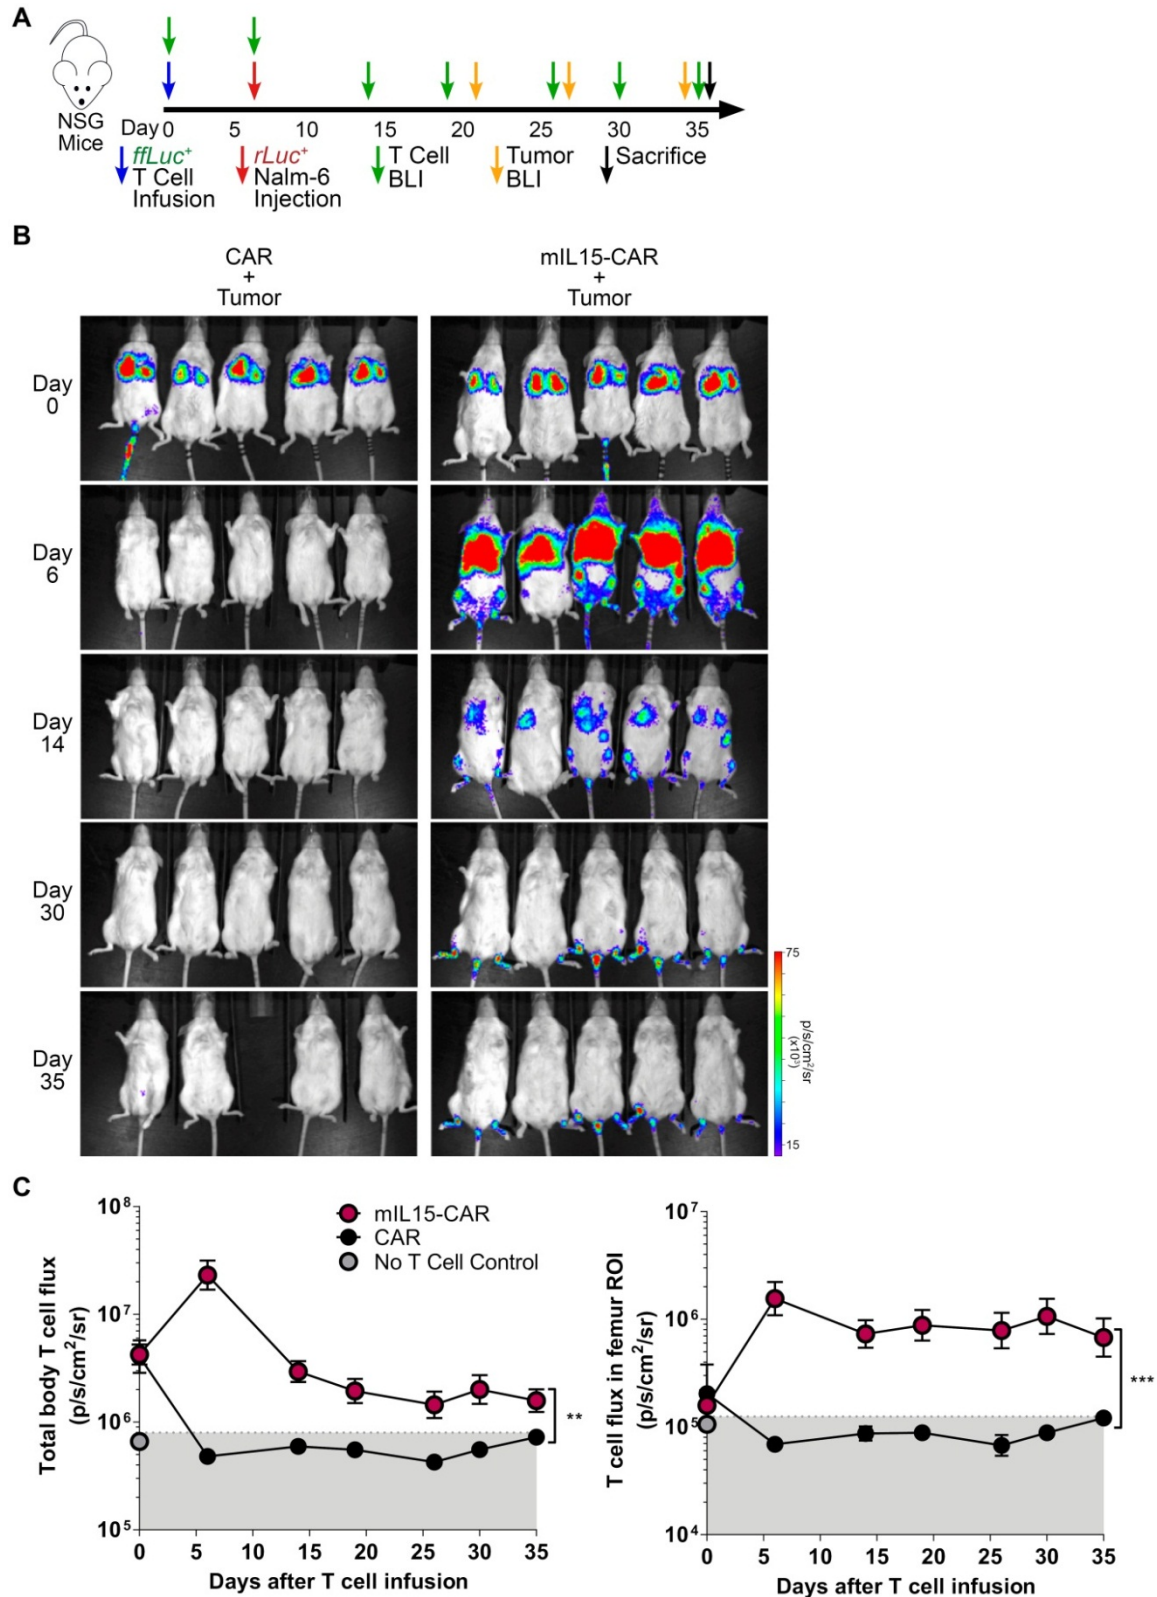 A
NSG
Mice
Day 0 5 10 15 20 25 30 35
ffLuc⁺
T Cell
Infusion
rLuc⁺
Nalm-6
Injection
T Cell
BLI
Tumor
BLI
Sacrifice
B
CAR
+
Tumor
mIL15-CAR
+
Tumor
Day
0
Day
6
Day
14
Day
30
Day
35
75
p/s/cm²/sr
(x10³)
15
C
10⁸
10⁷
10⁶
10⁵
Total body T cell flux
(p/s/cm²/sr)
mIL15-CAR
CAR
No T Cell Control
**
0 5 10 15 20 25 30 35
Days after T cell infusion
10⁷
10⁶
10⁵
10⁴
T cell flux in femur ROI
(p/s/cm²/sr)
***
0 5 10 15 20 25 30 35
Days after T cell infusion